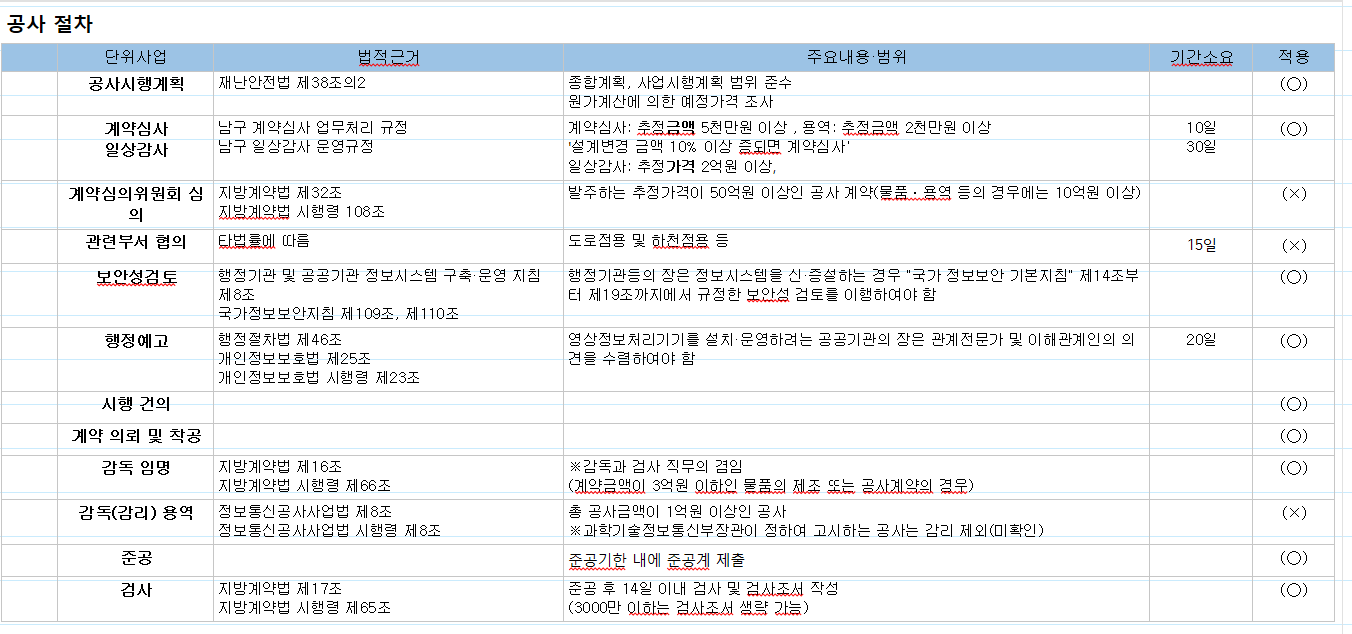 공사 절차
단위사업 법적근거 주요내용·범위 기간소요 적용
공사시행계획 재난안전법 제38조의2 종합계획, 사업시행계획 범위 준수 (○)
원가계산에 의한 예정가격 조사
계약심사 남구 계약심사 업무처리 규정 계약심사: 추정금액 5천만원 이상 , 용역: 추정금액 2천만원 이상 10일 (○)
일상감사 남구 일상감사 운영규정 '설계변경 금액 10% 이상 증되면 계약심사' 30일
일상감사: 추정가격 2억원 이상,
계약심의위원회 심 지방계약법 제32조 발주하는 추정가격이 50억원 이상인 공사 계약(물품·용역 등의 경우에는 10억원 이상) (×)
의 지방계약법 시행령 108조
관련부서 협의 타법률에 따름 도로점용 및 하천점용 등 15일 (×)
보안성검토 행정기관 및 공공기관 정보시스템 구축·운영 지침 행정기관등의 장은 정보시스템을 신·증설하는 경우 "국가 정보보안 기본지침" 제14조부 (○)
제8조 터 제19조까지에서 규정한 보안성 검토를 이행하여야 함
국가정보보안지침 제109조, 제110조
행정예고 행정절차법 제46조 영상정보처리기기를 설치·운영하려는 공공기관의 장은 관계전문가 및 이해관계인의 의 20일 (○)
개인정보보호법 제25조 견을 수렴하여야 함
개인정보보호법 시행령 제23조
시행 건의 (○)
계약 의뢰 및 착공 (○)
감독 임명 지방계약법 제16조 ※감독과 검사 직무의 겸임 (○)
지방계약법 시행령 제66조 (계약금액이 3억원 이하인 물품의 제조 또는 공사계약의 경우)
감독(감리) 용역 정보통신공사사업법 제8조 총 공사금액이 1억원 이상인 공사 (×)
정보통신공사사업법 시행령 제8조 ※과학기술정보통신부장관이 정하여 고시하는 공사는 감리 제외(미확인)
준공 준공기한 내에 준공계 제출 (○)
검사 지방계약법 제17조 준공 후 14일 이내 검사 및 검사조서 작성 (○)
지방계약법 시행령 제65조 (3000만 이하는 검사조서 생략 가능)